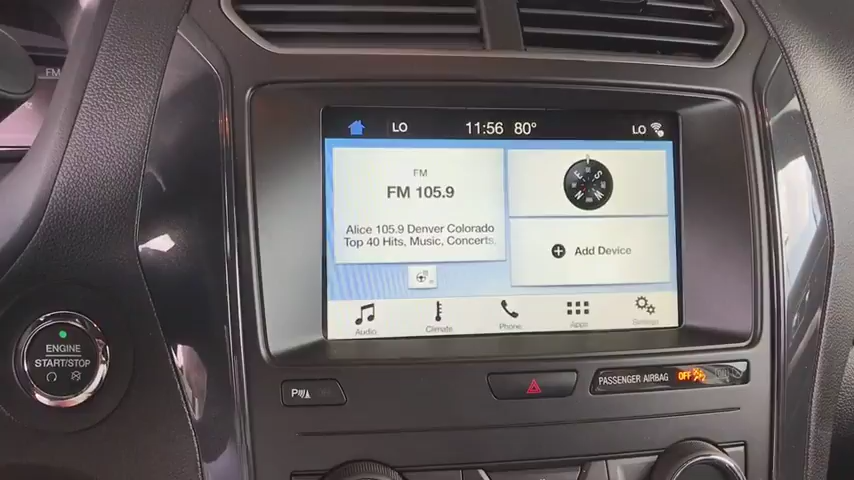 FM
LO
11:56 80°
LO
FM
FM 105.9
Alice 105.9 Denver Colorado
Top 40 Hits, Music, Concerts,
E S
N W
Add Device
Audio
Climate
Phone
Apps
Settings
ENGINE
START/STOP
P
PASSENGER AIRBAG
OFF